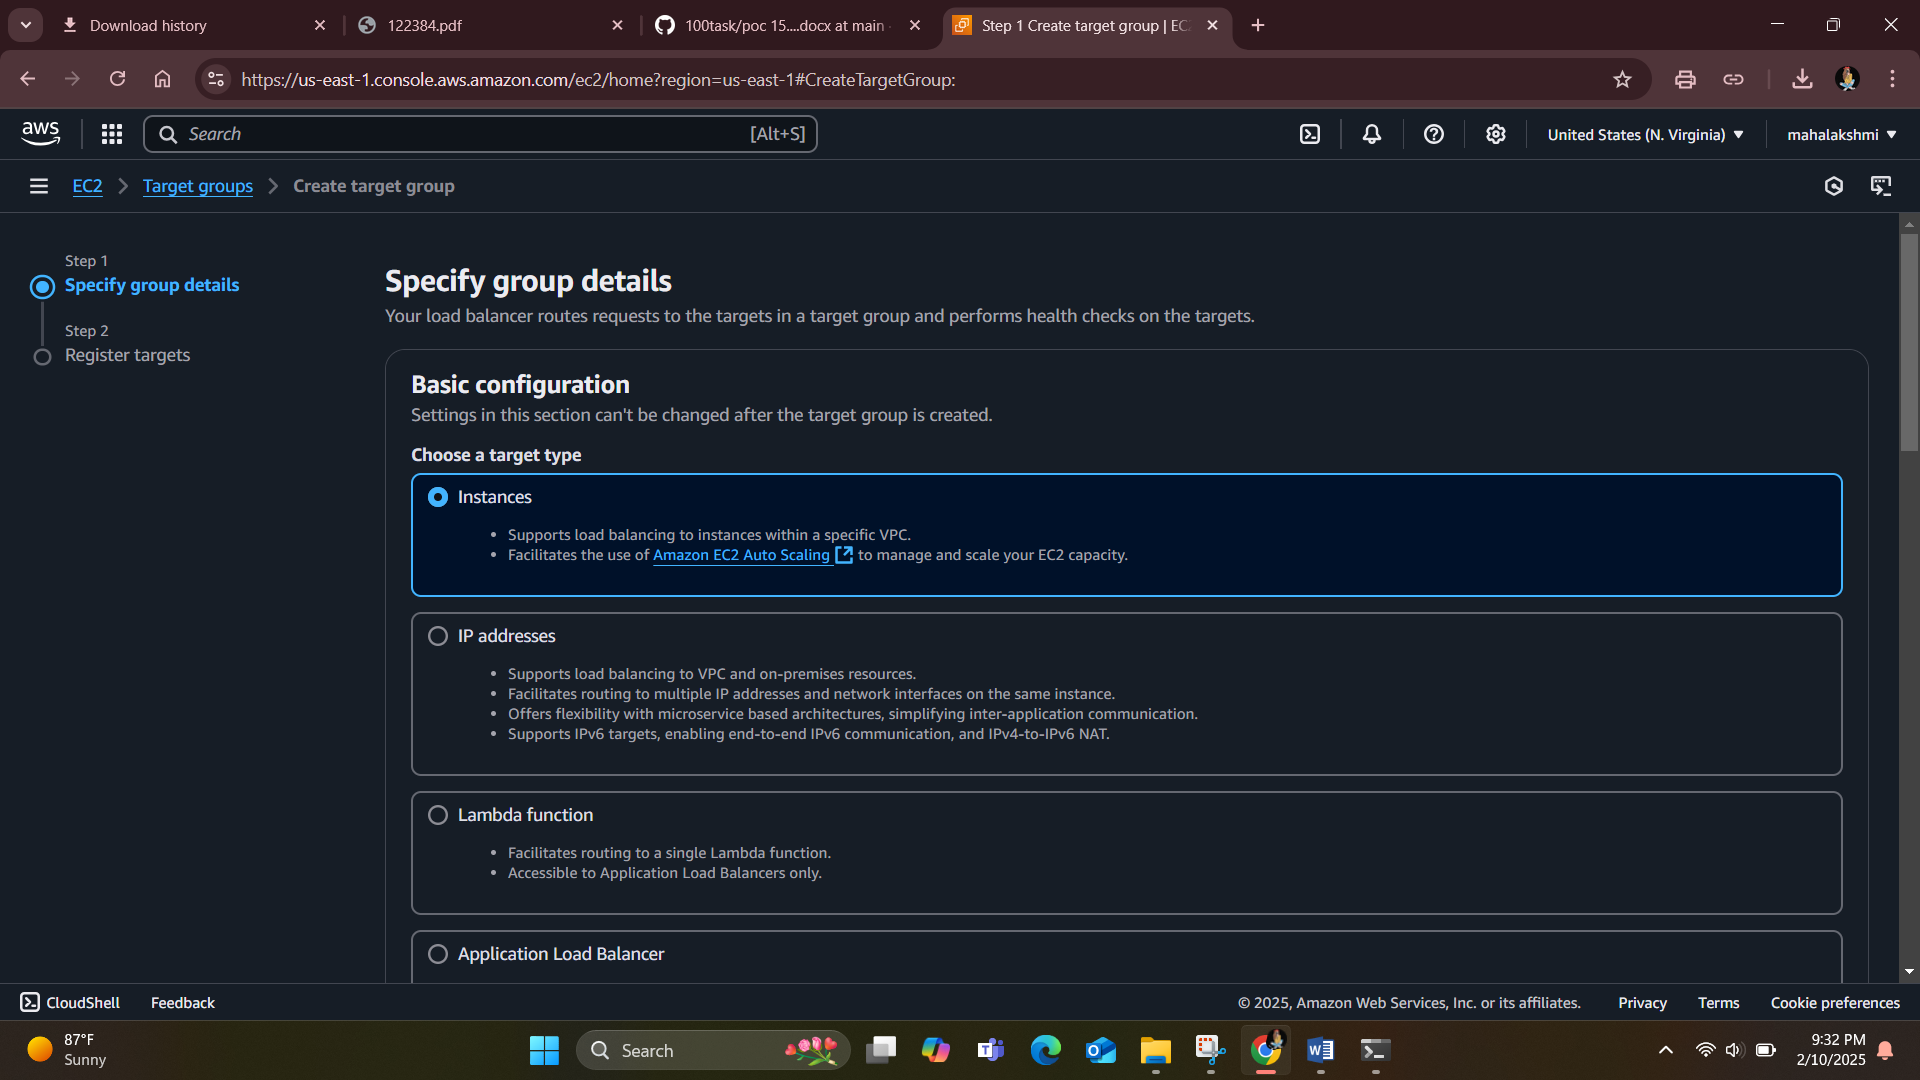 Download history
122384.pdf
100task/poc 15....docx at main
Step 1 Create target group | EC
https://us-east-1.console.aws.amazon.com/ec2/home?region=us-east-1#CreateTargetGroup:
aws
Search [Alt+S]
United States (N. Virginia)
mahalakshmi
EC2 > Target groups > Create target group
Step 1
Specify group details
Step 2
Register targets
Specify group details
Your load balancer routes requests to the targets in a target group and performs health checks on the targets.
Basic configuration
Settings in this section can't be changed after the target group is created.
Choose a target type
Instances
• Supports load balancing to instances within a specific VPC.
• Facilitates the use of Amazon EC2 Auto Scaling to manage and scale your EC2 capacity.
IP addresses
• Supports load balancing to VPC and on-premises resources.
• Facilitates routing to multiple IP addresses and network interfaces on the same instance.
• Offers flexibility with microservice based architectures, simplifying inter-application communication.
• Supports IPv6 targets, enabling end-to-end IPv6 communication, and IPv4-to-IPv6 NAT.
Lambda function
• Facilitates routing to a single Lambda function.
• Accessible to Application Load Balancers only.
Application Load Balancer
CloudShell
Feedback
© 2025, Amazon Web Services, Inc. or its affiliates.
Privacy
Terms
Cookie preferences
87°F
Sunny
Search
9:32 PM
2/10/2025